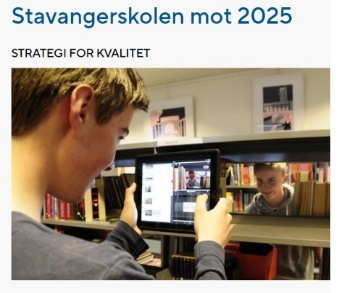 Stavangerskolen mot 2025
STRATEGI FOR KVALITET